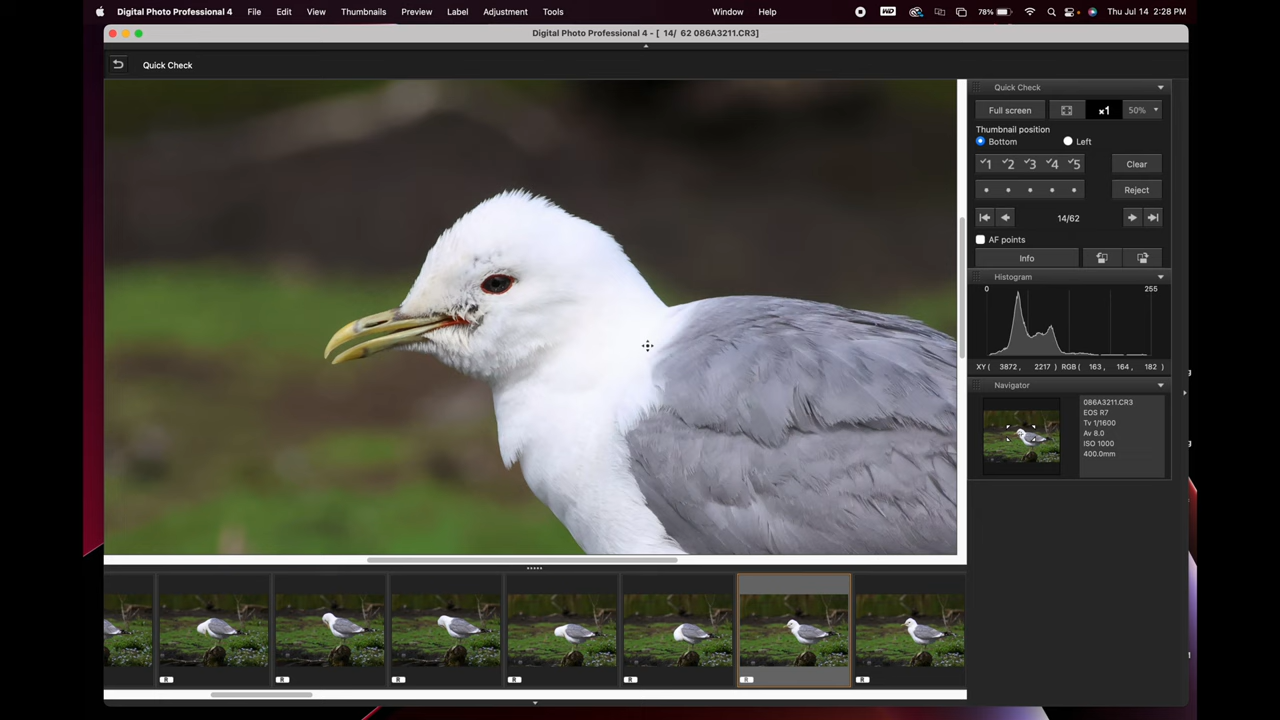 Digital Photo Professional 4 File Edit View Thumbnails Preview Label Adjustment Tools Window Help WD 78% Thu Jul 14 2:28 PM
Digital Photo Professional 4 - [ 14/ 62 086A3211.CR3]
Quick Check
Quick Check
Full screen x1 50%
Thumbnail position
Bottom Left
1 2 3 4 5 Clear
Reject
14/62
AF points
Info
Histogram
0 255
XY( 3872, 2217 ) RGB( 163, 164, 182 )
Navigator
086A3211.CR3
EOS R7
Tv 1/1600
Av 8.0
ISO 1000
400.0mm
R R R R R R R